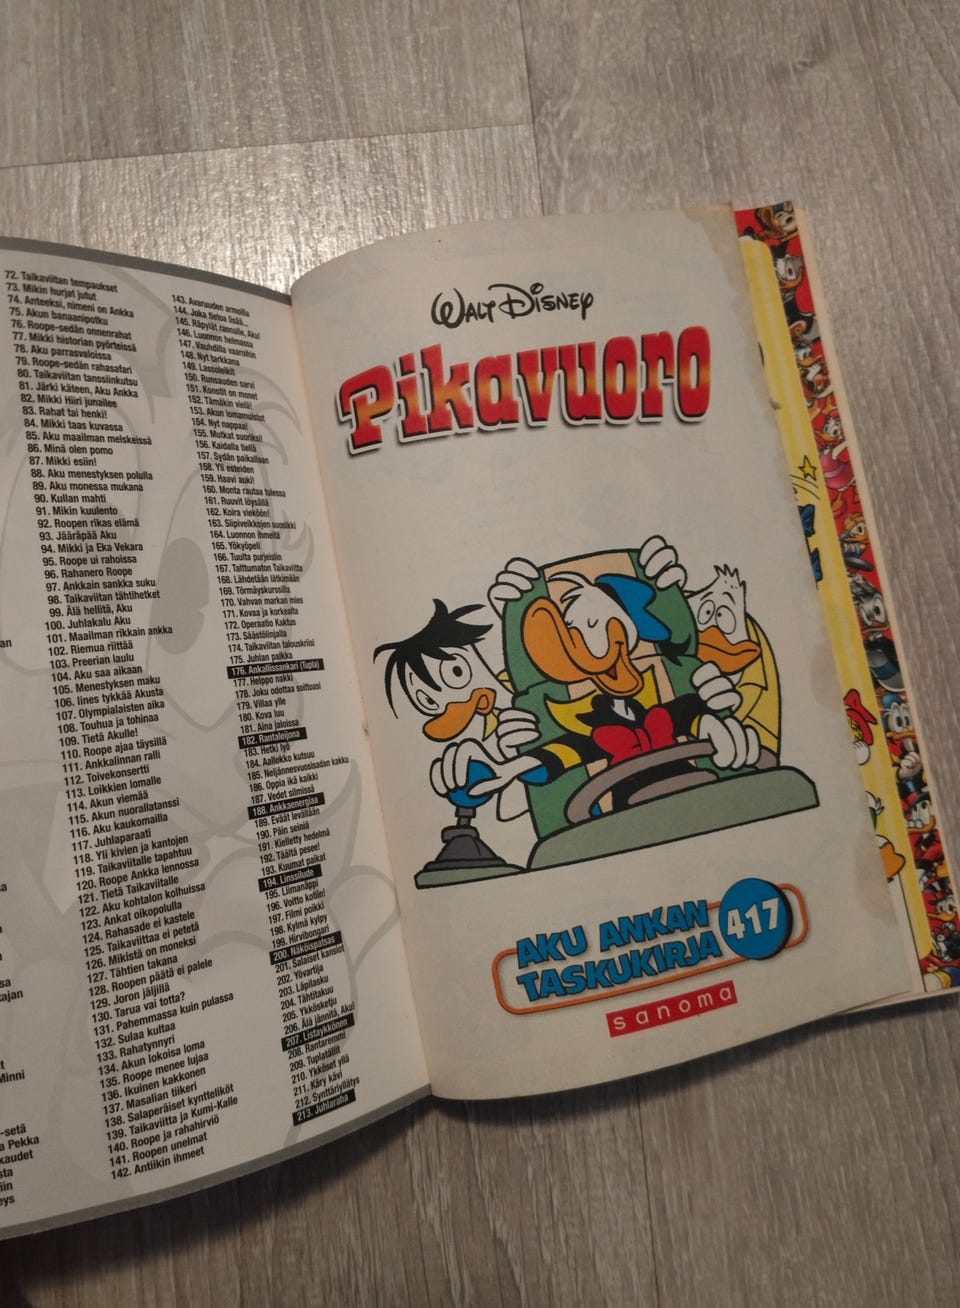 72. Taikaviitan tempaukset
73. Mikin hurjat jutut
74. Anteeksi, nimeni on Ankka
75. Akun banaanipotku
76. Roope-sedän onnenrahat
77. Mikki historian pyörteissä
78. Aku parrasvaloissa
79. Roope-sedän rahasafari
80. Taikaviitan tanssiinkutsu
81. Järki käteen, Aku Ankka
82. Mikki Hiiri junailee
83. Rahat tai henki!
84. Mikki taas kuvassa
85. Aku maailman melskeissä
86. Minä olen pomo
87. Mikki esiin!
88. Aku menestyksen polulla
89. Aku monessa mukana
90. Kullan mahti
91. Mikin kuulento
92. Roopen rikas elämä
93. Jääräpää Aku
94. Mikki ja Eka Vekara
95. Roope ui rahoissa
96. Rahanero Roope
97. Ankkain sankka suku
98. Taikaviitan tähtihetket
99. Älä hellitä, Aku
100. Juhlakalu Aku
101. Maailman rikkain ankka
102. Riemua riittää
103. Preerian laulu
104. Aku saa aikaan
105. Menestyksen maku
106. Iines tykkää Akusta
107. Olympialaisten aika
108. Touhua ja tohinaa
109. Tietä Akulle!
110. Roope ajaa täysillä
111. Ankkalinnan ralli
112. Toivekonsertti
113. Loikkien lomalle
114. Akun viemää
115. Akun nuorallatanssi
116. Aku kaukomailla
117. Juhlaparaati
118. Yli kivien ja kantojen
119. Taikaviitalle tapahtuu
120. Roope Ankka lennossa
121. Tietä Taikaviitalle
122. Aku kohtalon kolhuissa
123. Ankat oikopolulla
124. Rahasade ei kastele
125. Taikaviittaa ei petetä
126. Mikistä on moneksi
127. Tähtien takana
128. Roopen päätä ei palele
129. Joron jäljillä
130. Tarua vai totta?
131. Pahemmassa kuin pulassa
132. Sulaa kultaa
133. Rahatynnyri
134. Akun lokoisa loma
135. Roope menee lujaa
136. Ikuinen kakkonen
137. Masalian tiikeri
138. Salaperäiset kyntteliköt
139. Taikaviitta ja Kumi-Kalle
140. Roope ja rahahirviö
141. Roopen unelmat
142. Antiikin ihmeet
143. Avaruuden armoilla
144. Joka tietoa lisää...
145. Räpylät rannalle, Aku!
146. Luonnon helmassa
147. Vauhdilla vaaroihin
148. Nyt tarkkana
149. Lassoleikit
150. Runsauden sarvi
151. Konstit on monet
152. Tämäkin vielä!
153. Akun lomamuistot
154. Nyt nappaa!
155. Mutkat suoriksi!
156. Kaidalla tiellä
157. Sydän paikallaan
158. Yli esteiden
159. Haavi auki!
160. Monta rautaa tulessa
161. Ruuvit löysällä
162. Koira vieköön!
163. Siipiveikkojen suosikki
164. Luonnon ihmeitä
165. Yökyöpeli
166. Tuulta purjeisiin
167. Talttumaton Taikaviitta
168. Lähdetään lätkimään
169. Törmäyskurssilla
170. Vahvan markan mies
171. Kovaa ja korkealta
172. Operaatio Kaktus
173. Säästölinjalla
174. Taikaviitan talouskriisi
175. Juhlan paikka
176. Ankallissankari (Tupla)
177. Helppo nakki
178. Joku odottaa soittoasi
179. Villaa ylle
180. Kova luu
181. Aina jaloissa
182. Rantaleijona
183. Hetki lyö
184. Aallokko kutsuu
185. Neljännesvuosisadan kakku
186. Oppia ikä kaikki
187. Vedet silmissä
188. Ankkaenergiaa
189. Eväät levällään
190. Päin seiniä
191. Kielletty hedelmä
192. Täältä pesee!
193. Kuumat paikat
194. Linssilude
195. Liimanäppi
196. Voitto kotiin!
197. Filmi poikki
198. Kylmä kylpy
199. Hirvibongari
200. Näköispatsas
201. Salaiset kansiot
202. Yövartija
203. Läpilasku
204. Tähtitakuu
205. Ykkösketju
206. Älä jännitä, Aku!
207. Listaykkönen
208. Rantaremmi
209. Tuplatällit
210. Ykköset yllä
211. Käry kävi
212. Synttäriyllätys
213. Juhlaraha
Minni
-setä
Pekka
WALT DISNEY
Pikavuoro
AKU ANKAN
TASKUKIRJA
417
sanoma